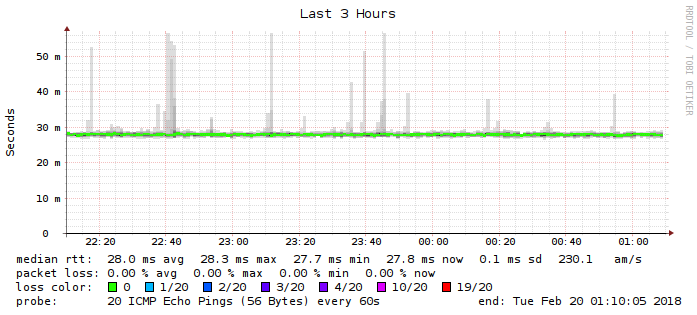 Last 3 Hours
RRDTOOL / TOBI OETIKER
Seconds
50 m
40 m
30 m
20 m
10 m
0
22:20 22:40 23:00 23:20 23:40 00:00 00:20 00:40 01:00
median rtt: 28.0 ms avg 28.3 ms max 27.7 ms min 27.8 ms now 0.1 ms sd 230.1 am/s
packet loss: 0.00 % avg 0.00 % max 0.00 % min 0.00 % now
loss color: 0 1/20 2/20 3/20 4/20 10/20 19/20
probe: 20 ICMP Echo Pings (56 Bytes) every 60s end: Tue Feb 20 01:10:05 2018